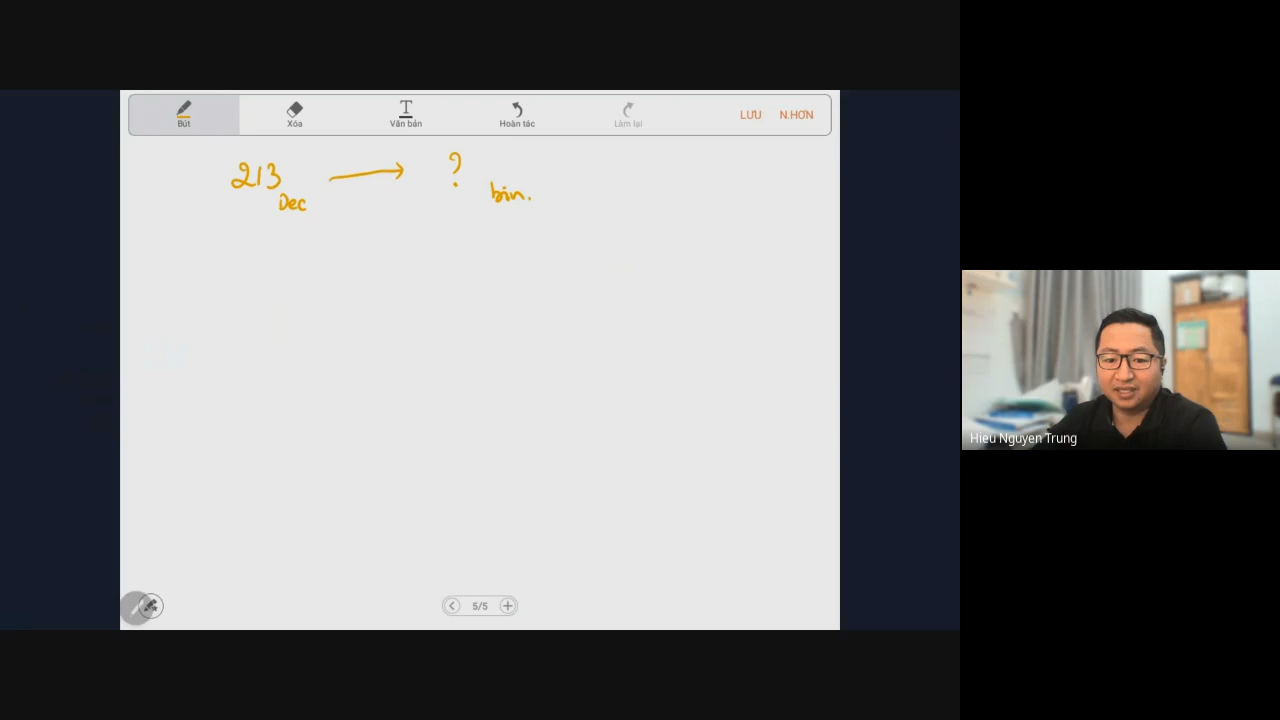 Bút Xóa Văn bản Hoàn tác Làm lại LƯU N.HƠN
213 Dec → ? bin.
Hieu Nguyen Trung
5/5